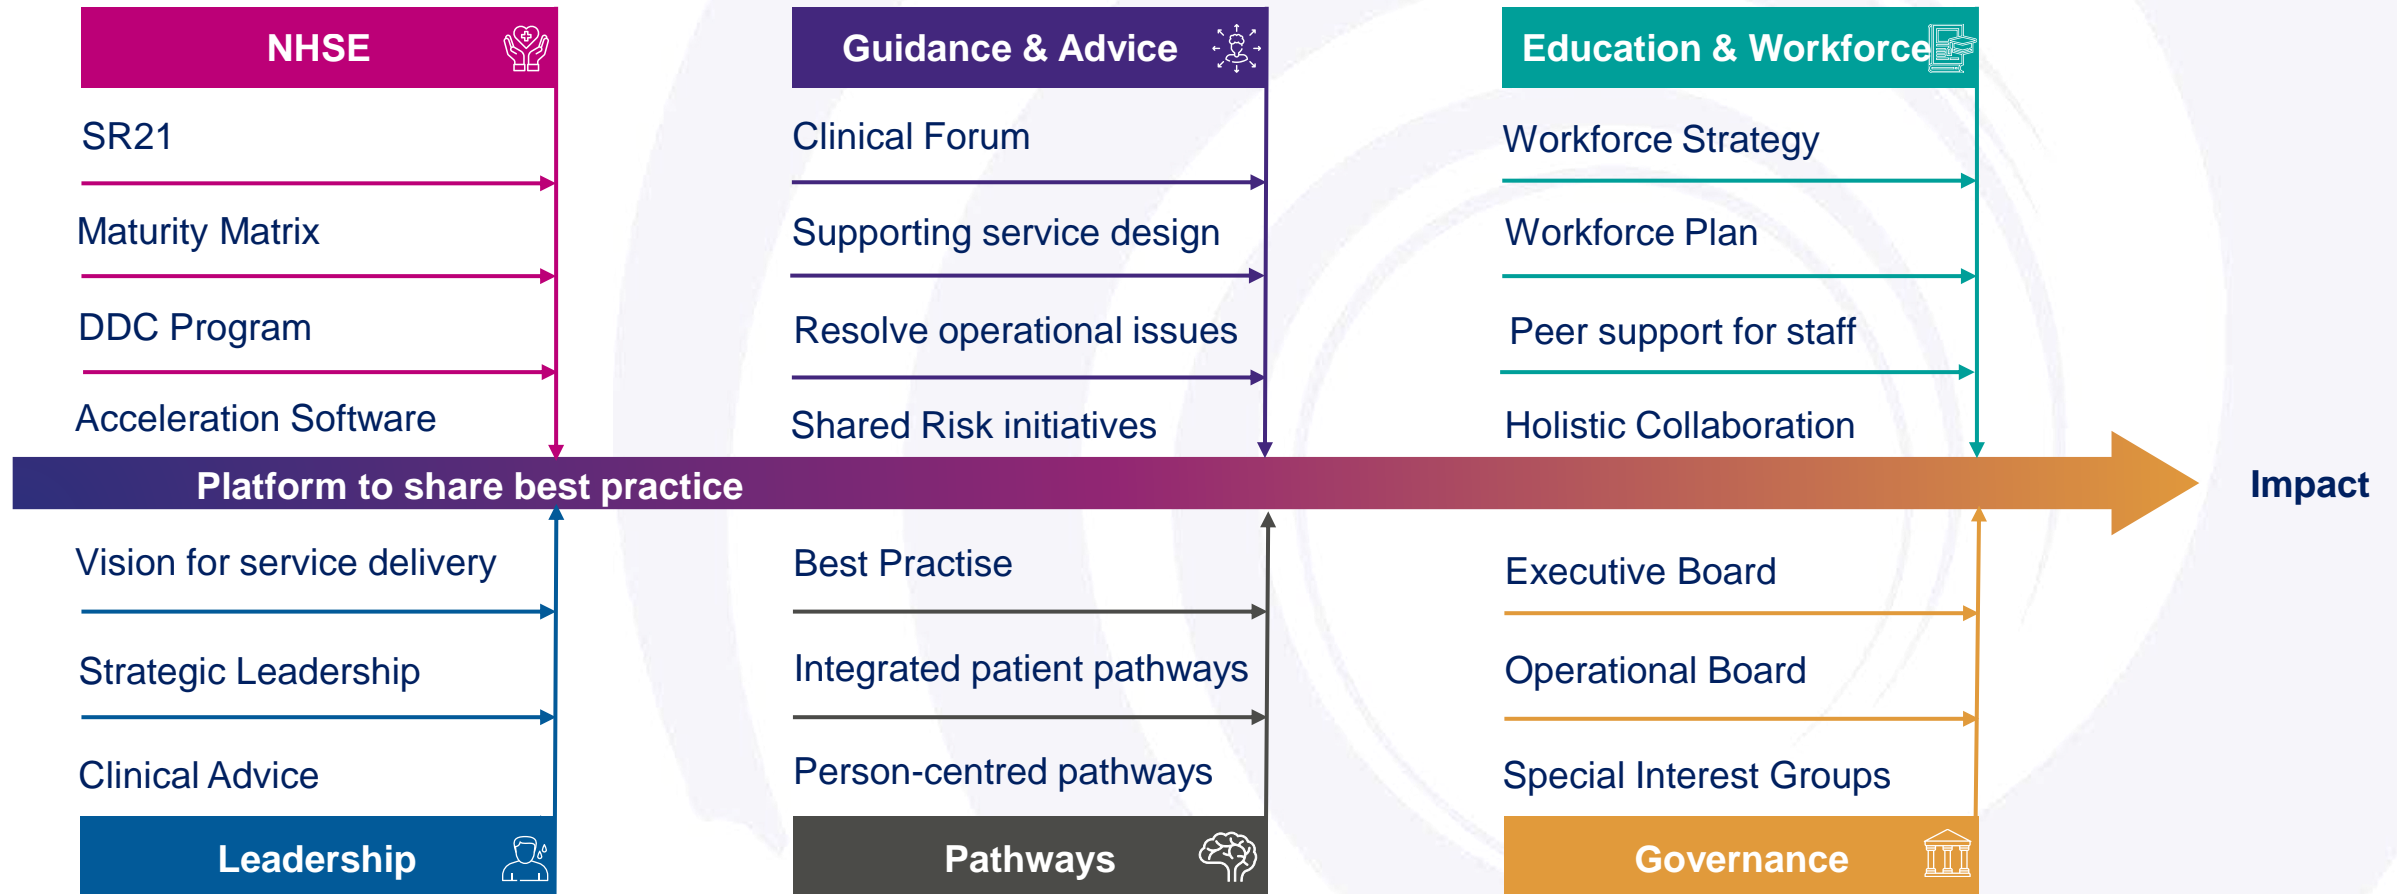 NHSE
SR21
Maturity Matrix
DDC Program
Acceleration Software
Guidance & Advice
Clinical Forum
Supporting service design
Resolve operational issues
Shared Risk initiatives
Education & Workforce
Workforce Strategy
Workforce Plan
Peer support for staff
Holistic Collaboration
Platform to share best practice
Impact
Vision for service delivery
Strategic Leadership
Clinical Advice
Leadership
Best Practise
Integrated patient pathways
Person-centred pathways
Pathways
Executive Board
Operational Board
Special Interest Groups
Governance